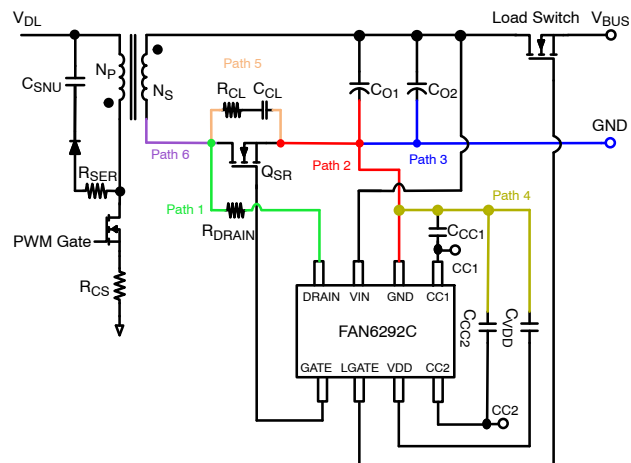 Load Switch
V_DL
V_BUS
C_SNU
N_P
N_S
Path 5
R_CL
C_CL
C_O1
C_O2
GND
Path 6
Q_SR
Path 2
Path 3
R_SER
Path 1
R_DRAIN
Path 4
PWM Gate
C_CC1
CC1
R_CS
DRAIN VIN GND CC1
FAN6292C
C_CC2
C_VDD
GATE LGATE VDD CC2
CC2